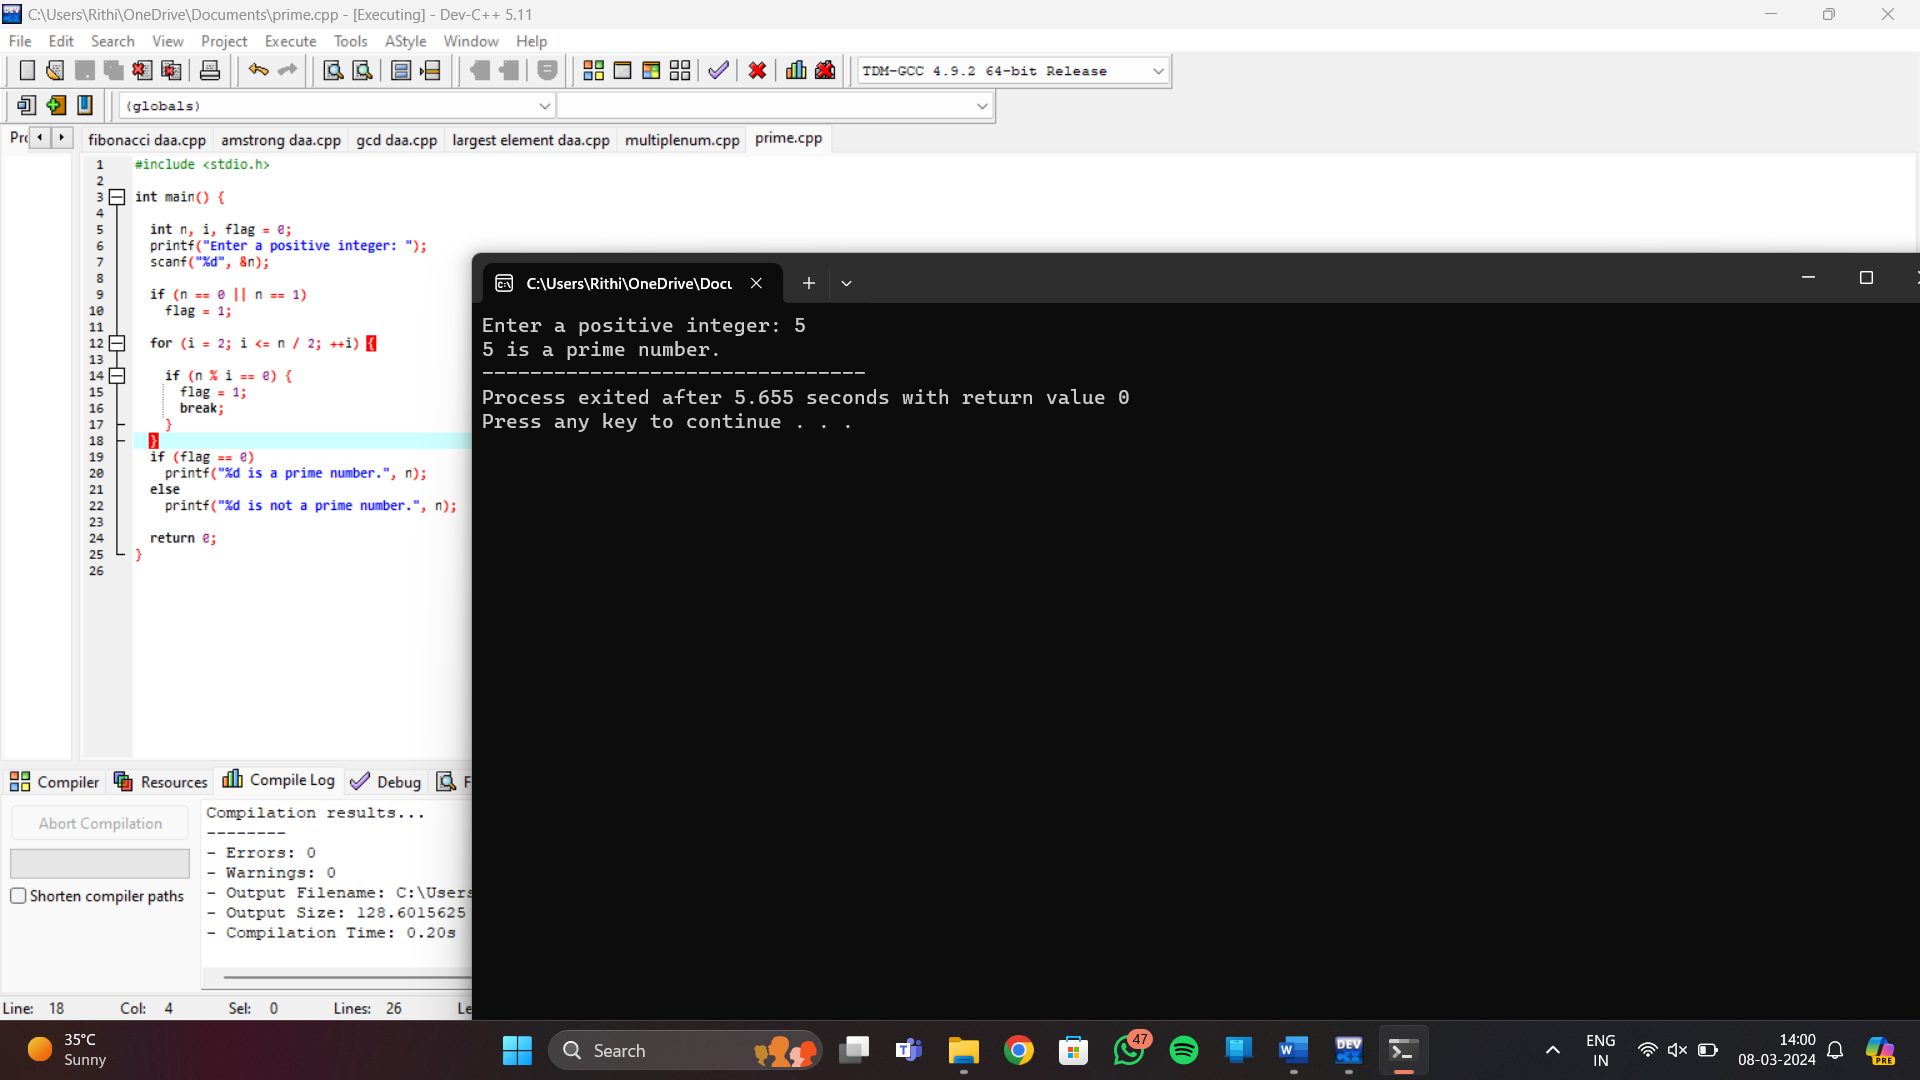 C:\Users\Rithi\OneDrive\Documents\prime.cpp - [Executing] - Dev-C++ 5.11
File Edit Search View Project Execute Tools AStyle Window Help
TDM-GCC 4.9.2 64-bit Release
(globals)
fibonacci daa.cpp amstrong daa.cpp gcd daa.cpp largest element daa.cpp multiplenum.cpp prime.cpp
1 #include <stdio.h>
2
3 int main() {
4
5 int n, i, flag = 0;
6 printf("Enter a positive integer: ");
7 scanf("%d", &n);
8
9 if (n == 0 || n == 1)
10 flag = 1;
11
12 for (i = 2; i <= n / 2; ++i) {
13
14 if (n % i == 0) {
15 flag = 1;
16 break;
17 }
18 }
19 if (flag == 0)
20 printf("%d is a prime number.", n);
21 else
22 printf("%d is not a prime number.", n);
23
24 return 0;
25 }
26
C:\Users\Rithi\OneDrive\Docu
Enter a positive integer: 5
5 is a prime number.
--------------------------------
Process exited after 5.655 seconds with return value 0
Press any key to continue . . .
Compiler Resources Compile Log Debug F
Abort Compilation
Shorten compiler paths
Compilation results...
--------
- Errors: 0
- Warnings: 0
- Output Filename: C:\Users
- Output Size: 128.6015625
- Compilation Time: 0.20s
Line: 18 Col: 4 Sel: 0 Lines: 26 Le
35°C
Sunny
Search
47
DEV
C++
ENG
IN
14:00
08-03-2024
PRE